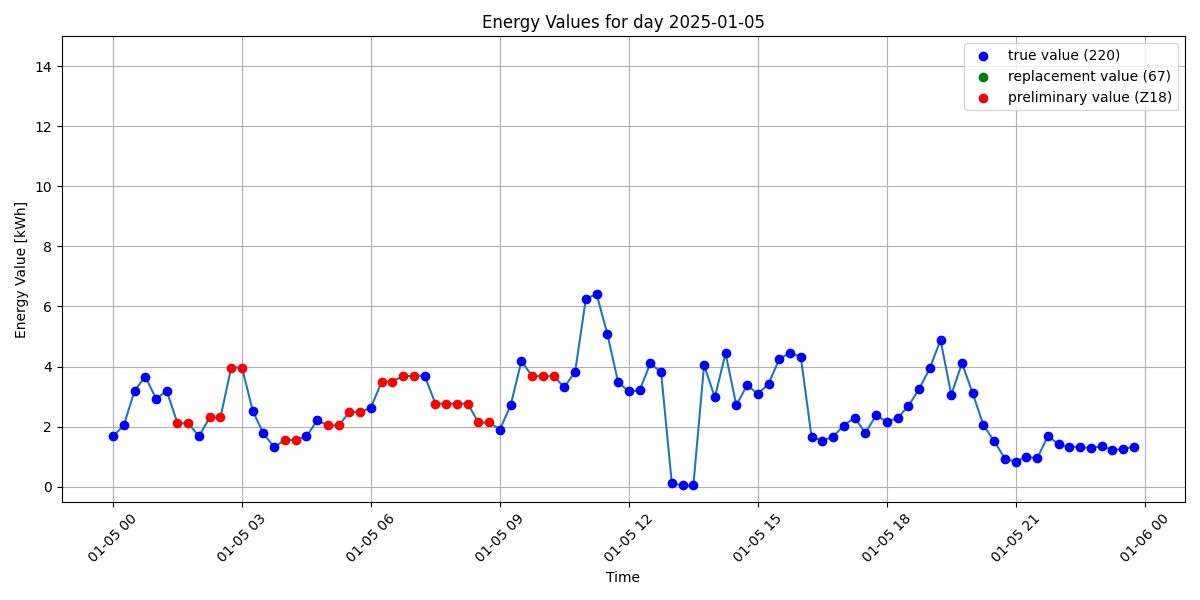 Energy Values for day 2025-01-05
true value (220)
replacement value (67)
preliminary value (Z18)
Energy Value [kWh]
14
12
10
8
6
4
2
0
01-05 00
01-05 03
01-05 06
01-05 09
01-05 12
01-05 15
01-05 18
01-05 21
01-06 00
Time